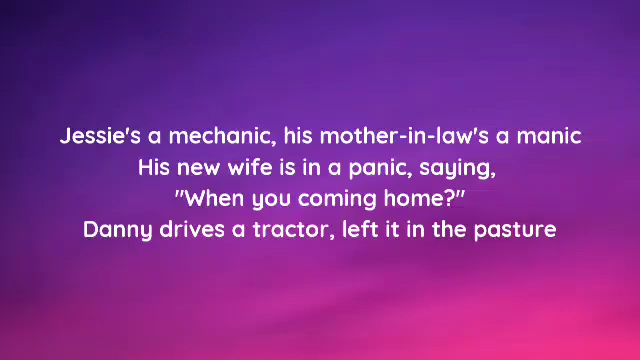 Jessie's a mechanic, his mother-in-law's a manic
His new wife is in a panic, saying,
"When you coming home?"
Danny drives a tractor, left it in the pasture